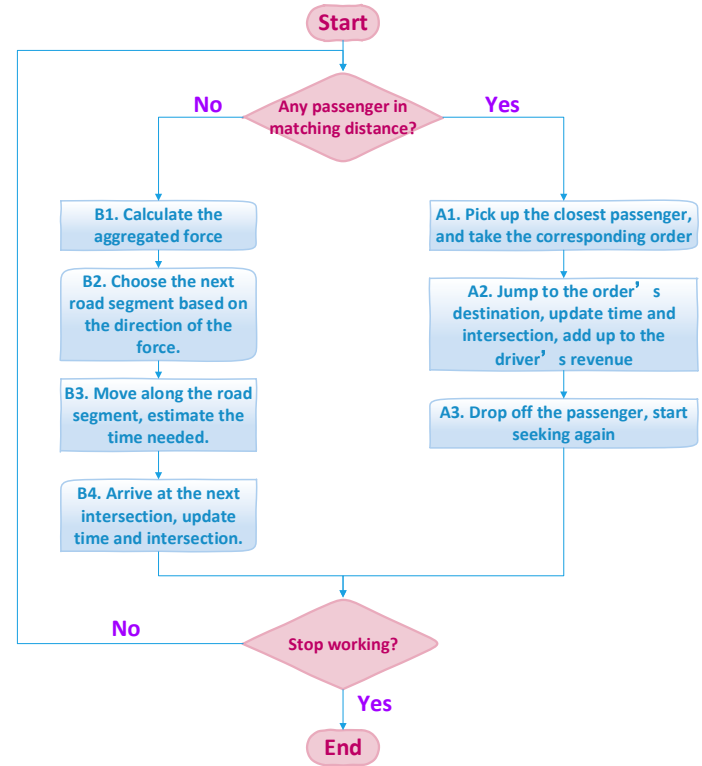 Start
Any passenger in
matching distance?
No
Yes
B1. Calculate the
aggregated force
B2. Choose the next
road segment based on
the direction of the
force.
B3. Move along the road
segment, estimate the
time needed.
B4. Arrive at the next
intersection, update
time and intersection.
A1. Pick up the closest passenger,
and take the corresponding order
A2. Jump to the order’s
destination, update time and
intersection, add up to the
driver’s revenue
A3. Drop off the passenger, start
seeking again
No
Stop working?
Yes
End